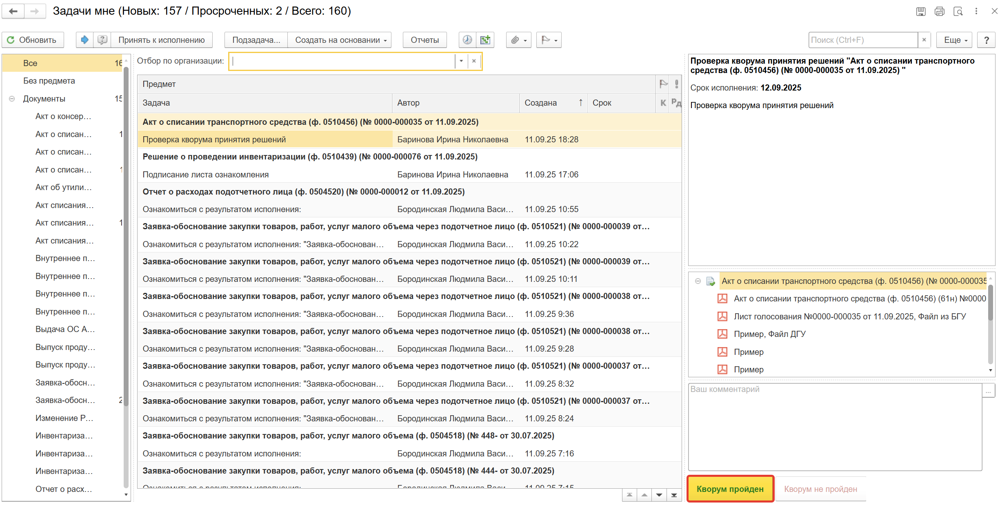 Задачи мне (Новых: 157 / Просроченных: 2 / Всего: 160)
Обновить
Принять к исполнению
Подзадача...
Создать на основании
Отчеты
Поиск (Ctrl+F)
×
Еще
?
Все 16
Без предмета
Документы 15
Акт о консер...
Акт о списан... 1
Акт о списан...
Акт о списан... 1
Акт об утили...
Акт списания...
Акт списания... 1
Акт списания...
Внутреннее п...
Внутреннее п...
Внутреннее п...
Внутреннее п...
Выдача ОС А...
Выпуск проду...
Выпуск проду...
Заявка-обосн...
Заявка-обосн... 2
Изменение Р...
Инвентариза...
Инвентариза...
Инвентариза...
Отчет о расх...
Отбор по организации:
Предмет !
Задача Автор Создана ↑ Срок К Рд
Акт о списании транспортного средства (ф. 0510456) (№ 0000-000035 от 11.09.2025)
Проверка кворума принятия решений Баринова Ирина Николаевна 11.09.25 18:28
Решение о проведении инвентаризации (ф. 0510439) (№ 0000-000076 от 11.09.2025)
Подписание листа ознакомления Баринова Ирина Николаевна 11.09.25 17:06
Отчет о расходах подотчетного лица (ф. 0504520) (№ 0000-000012 от 11.09.2025)
Ознакомиться с результатом исполнения: Бородинская Людмила Васи... 11.09.25 10:55
Заявка-обоснование закупки товаров, работ, услуг малого объема через подотчетное лицо (ф. 0510521) (№ 0000-000039 от...
Ознакомиться с результатом исполнения: "Заявка-обоснован... Бородинская Людмила Васи... 11.09.25 10:22
Заявка-обоснование закупки товаров, работ, услуг малого объема через подотчетное лицо (ф. 0510521) (№ 0000-000039 от...
Ознакомиться с результатом исполнения: "Заявка-обоснован... Бородинская Людмила Васи... 11.09.25 10:11
Заявка-обоснование закупки товаров, работ, услуг малого объема через подотчетное лицо (ф. 0510521) (№ 0000-000038 от...
Ознакомиться с результатом исполнения: "Заявка-обоснован... Бородинская Людмила Васи... 11.09.25 9:36
Заявка-обоснование закупки товаров, работ, услуг малого объема через подотчетное лицо (ф. 0510521) (№ 0000-000038 от...
Ознакомиться с результатом исполнения: "Заявка-обоснован... Бородинская Людмила Васи... 11.09.25 9:28
Заявка-обоснование закупки товаров, работ, услуг малого объема через подотчетное лицо (ф. 0510521) (№ 0000-000037 от...
Ознакомиться с результатом исполнения: "Заявка-обоснован... Бородинская Людмила Васи... 11.09.25 8:32
Заявка-обоснование закупки товаров, работ, услуг малого объема через подотчетное лицо (ф. 0510521) (№ 0000-000037 от...
Ознакомиться с результатом исполнения: "Заявка-обоснован... Бородинская Людмила Васи... 11.09.25 8:24
Заявка-обоснование закупки товаров, работ, услуг малого объема (ф. 0504518) (№ 448- от 30.07.2025)
Ознакомиться с результатом исполнения: Бородинская Людмила Васи... 11.09.25 7:16
Заявка-обоснование закупки товаров, работ, услуг малого объема (ф. 0504518) (№ 444- от 30.07.2025)
Ознакомиться с результатом исполнения: Бородинская Людмила Васи... 11.09.25 7:15
Проверка кворума принятия решений "Акт о списании транспортного
средства (ф. 0510456) (№ 0000-000035 от 11.09.2025) "
Срок исполнения: 12.09.2025
Проверка кворума принятия решений
Акт о списании транспортного средства (ф. 0510456) (№ 0000-000035
Акт о списании транспортного средства (ф. 0510456) (61н) №0000
Лист голосования №0000-000035 от 11.09.2025, Файл из БГУ
Пример, Файл ДГУ
Пример
Пример
Ваш комментарий
...
Кворум пройден
Кворум не пройден